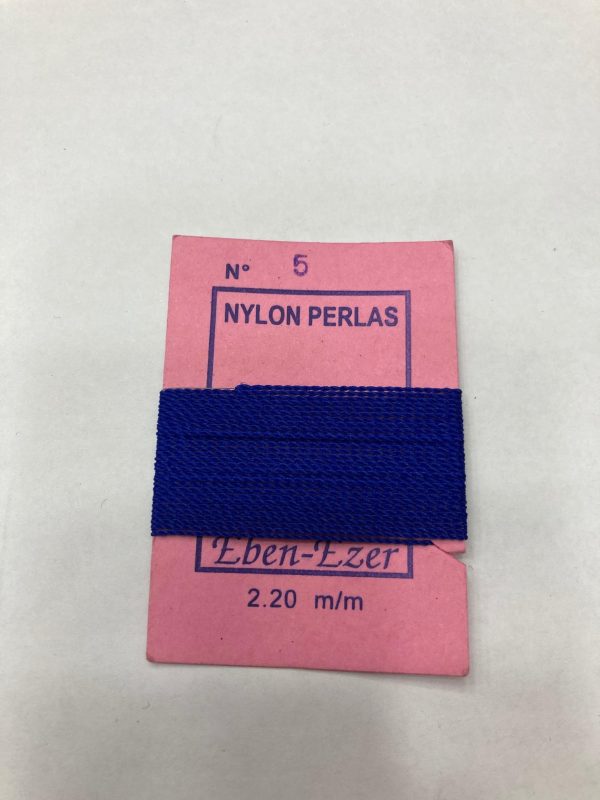 N° 5
NYLON PERLAS
Eben-Ezer
2.20 m/m